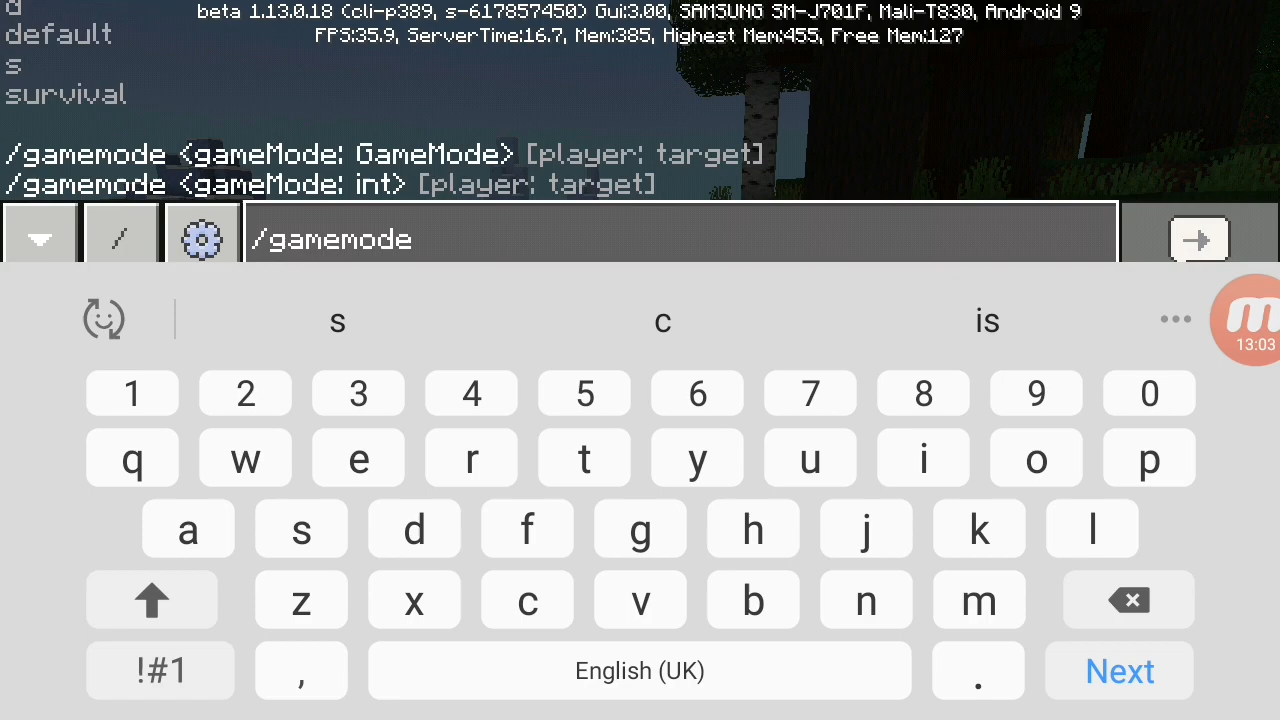 beta 1.13.0.18 (cli-p389, s-617857450) Gui:3.00, SAMSUNG SM-J701F, Mali-T830, Android 9
FPS:35.9, ServerTime:16.7, Mem:385, Highest Mem:455, Free Mem:127
d
default
s
survival
/gamemode <gameMode: GameMode> [player: target]
/gamemode <gameMode: int> [player: target]
/ /gamemode
s c is
13:03
1 2 3 4 5 6 7 8 9 0
q w e r t y u i o p
a s d f g h j k l
z x c v b n m
!#1 , English (UK) . Next